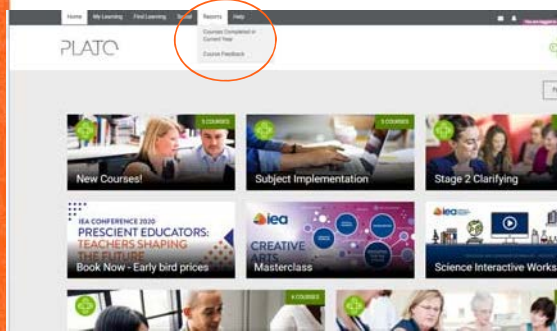 Home My Learning Find Learning Social Reports Help
Courses Completed in
Current Year
Course Feedback
PLATO
5 COURSES
New Courses!
5 COURSES
Subject Implementation
Stage 2 Clarifying
IEA CONFERENCE 2020
PRESCIENT EDUCATORS:
TEACHERS SHAPING
THE FUTURE
Book Now - Early bird prices
iea
CREATIVE
ARTS
Masterclass
iea
Science Interactive Works
6 COURSES